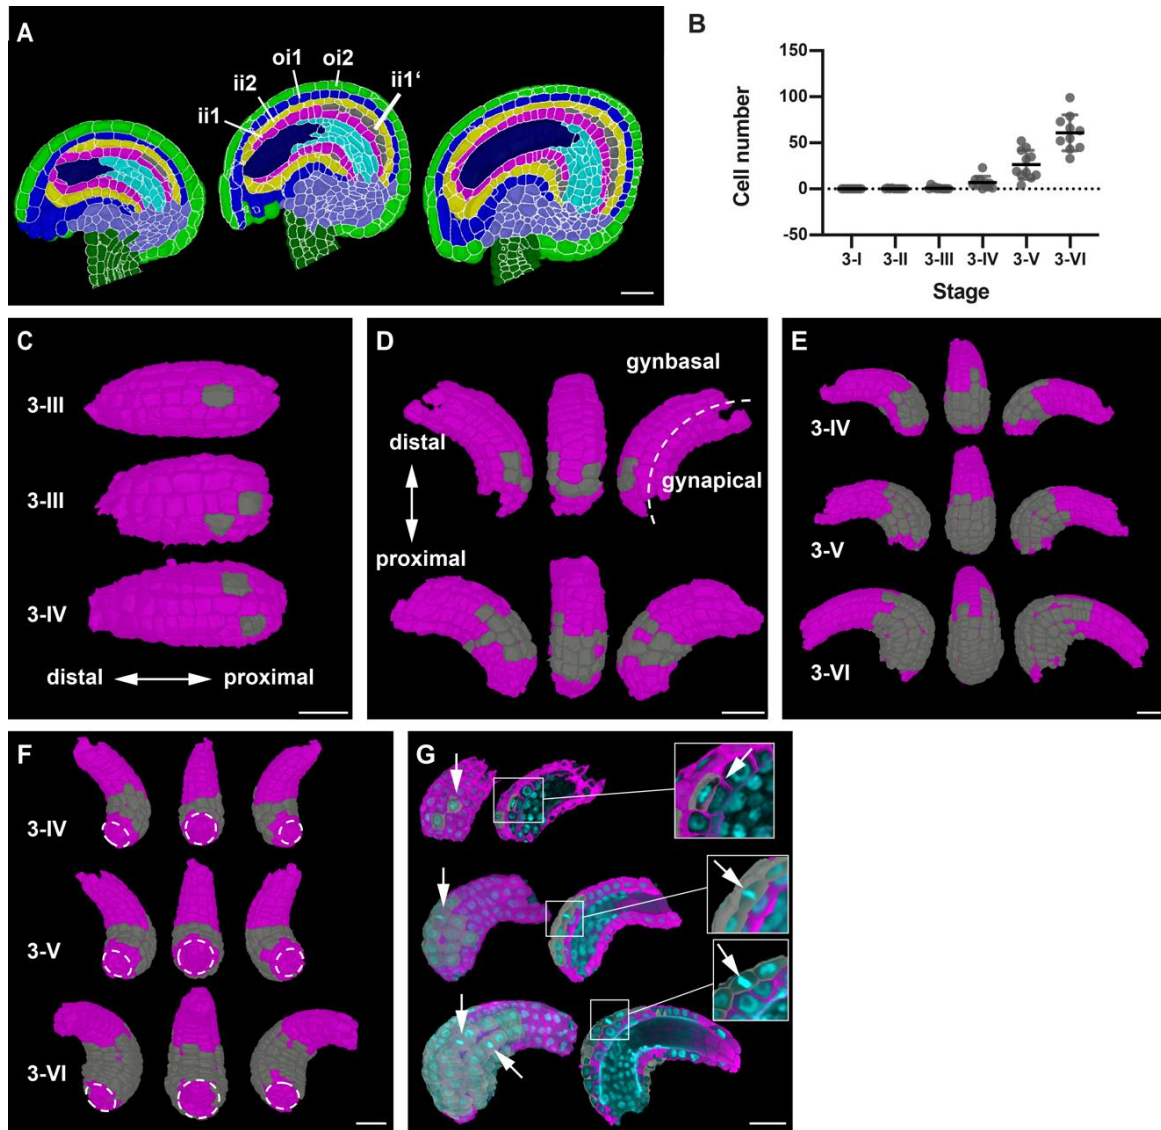 A
oi1
oi2
ii2
ii1‘
ii1
B
150
100
50
0
-50
Cell number
3-I
3-II
3-III
3-IV
3-V
3-VI
Stage
C
3-III
3-III
3-IV
distal
proximal
D
gynbasal
distal
gynapical
proximal
E
3-IV
3-V
3-VI
F
3-IV
3-V
3-VI
G